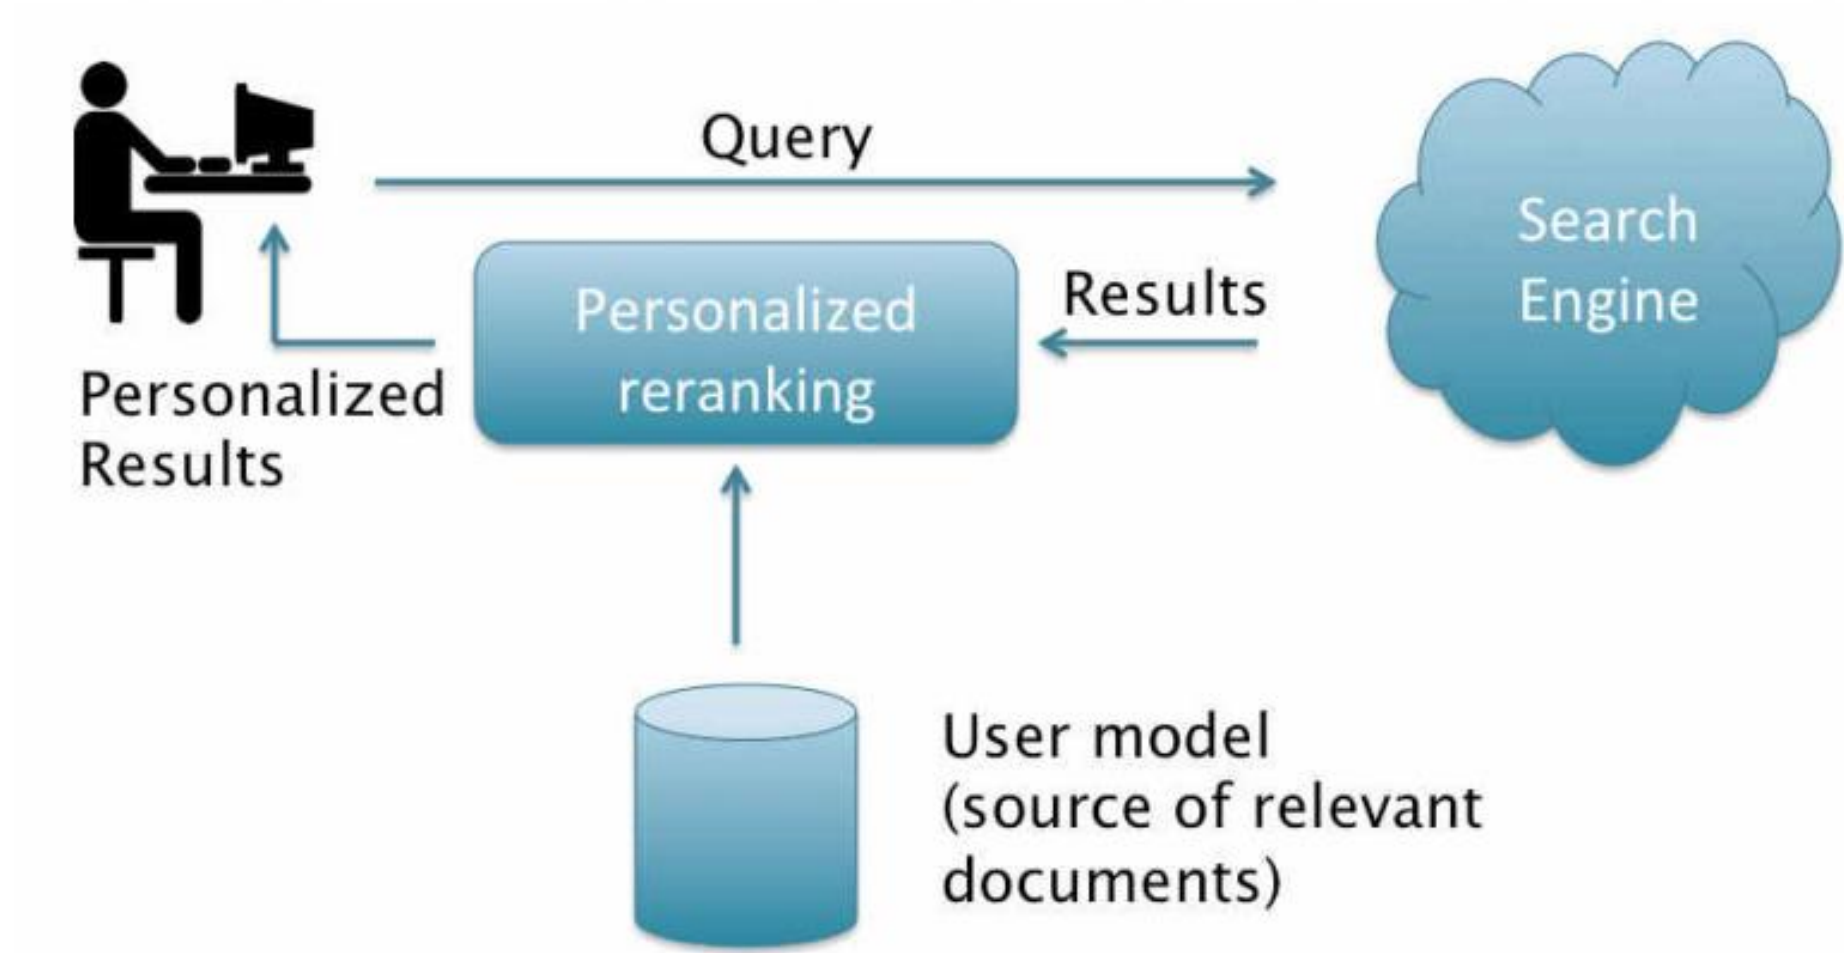 Query
Search
Engine
Results
Personalized
reranking
Personalized
Results
User model
(source of relevant
documents)